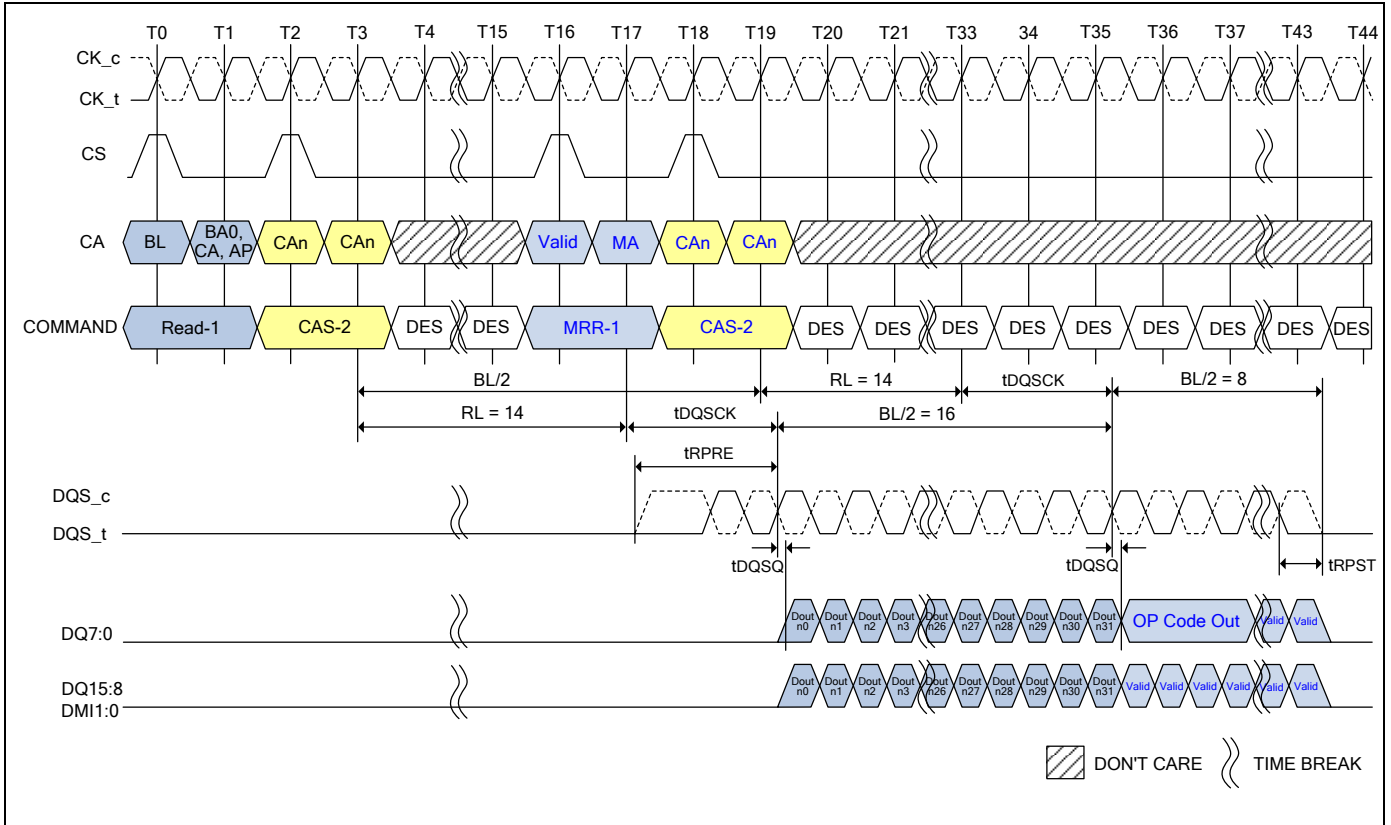 T0 T1 T2 T3 T4 T15 T16 T17 T18 T19 T20 T21 T33 34 T35 T36 T37 T43 T44
CK_c
CK_t
CS
CA BL BA0, CA, AP CAn CAn Valid MA CAn CAn
COMMAND Read-1 CAS-2 DES DES MRR-1 CAS-2 DES DES DES DES DES DES DES DES DES
BL/2 RL = 14 tDQSCK BL/2 = 8
RL = 14 tDQSCK BL/2 = 16
tRPRE
DQS_c
DQS_t
tDQSQ tDQSQ tRPST
DQ7:0 Dout n0 Dout n1 Dout n2 Dout n3 Dout n26 Dout n27 Dout n28 Dout n29 Dout n30 Dout n31 OP Code Out Valid Valid
DQ15:8
DMI1:0 Dout n0 Dout n1 Dout n2 Dout n3 Dout n26 Dout n27 Dout n28 Dout n29 Dout n30 Dout n31 Valid Valid Valid Valid Valid Valid
DON'T CARE TIME BREAK